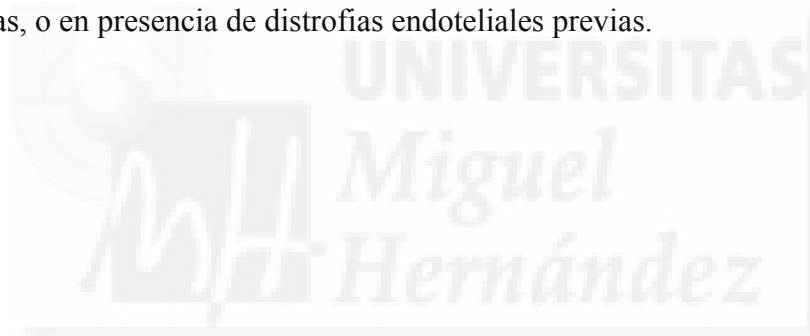 as, o en presencia de distrofias endoteliales previas.
UNIVERSITAS
Miguel
Hernández